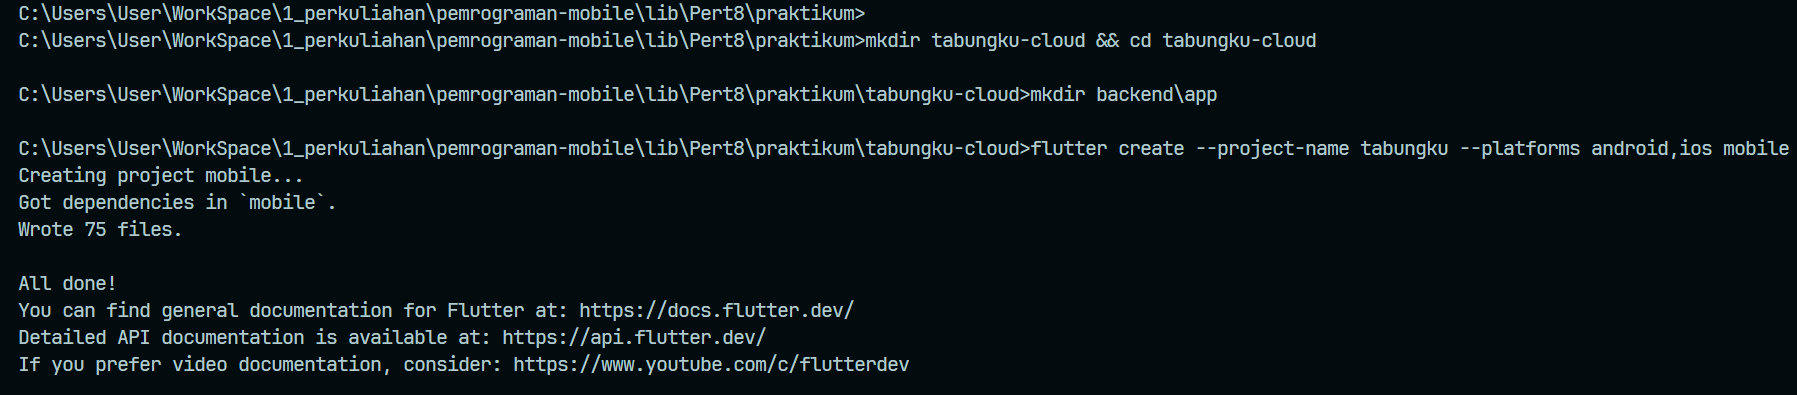 C:\Users\User\WorkSpace\1_perkuliahan\pemrograman-mobile\lib\Pert8\praktikum>
C:\Users\User\WorkSpace\1_perkuliahan\pemrograman-mobile\lib\Pert8\praktikum>mkdir tabungku-cloud && cd tabungku-cloud
C:\Users\User\WorkSpace\1_perkuliahan\pemrograman-mobile\lib\Pert8\praktikum\tabungku-cloud>mkdir backend\app
C:\Users\User\WorkSpace\1_perkuliahan\pemrograman-mobile\lib\Pert8\praktikum\tabungku-cloud>flutter create --project-name tabungku --platforms android,ios mobile
Creating project mobile...
Got dependencies in `mobile`.
Wrote 75 files.
All done!
You can find general documentation for Flutter at: https://docs.flutter.dev/
Detailed API documentation is available at: https://api.flutter.dev/
If you prefer video documentation, consider: https://www.youtube.com/c/flutterdev